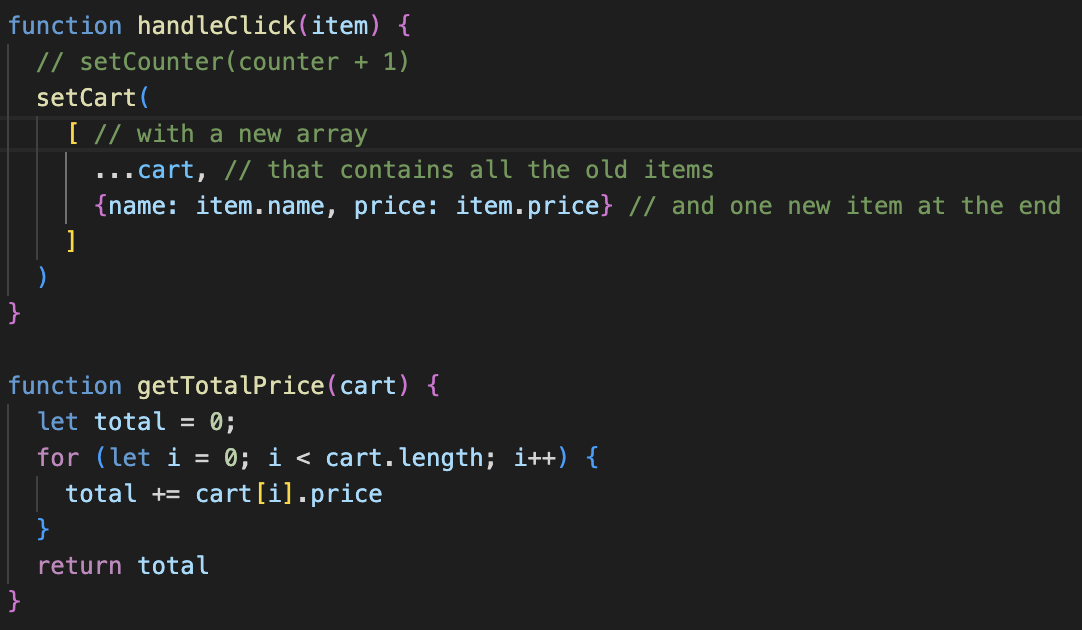 function handleClick(item) {
  // setCounter(counter + 1)
  setCart(
    [ // with a new array
      ...cart, // that contains all the old items
      {name: item.name, price: item.price} // and one new item at the end
    ]
  )
}

function getTotalPrice(cart) {
  let total = 0;
  for (let i = 0; i < cart.length; i++) {
    total += cart[i].price
  }
  return total
}